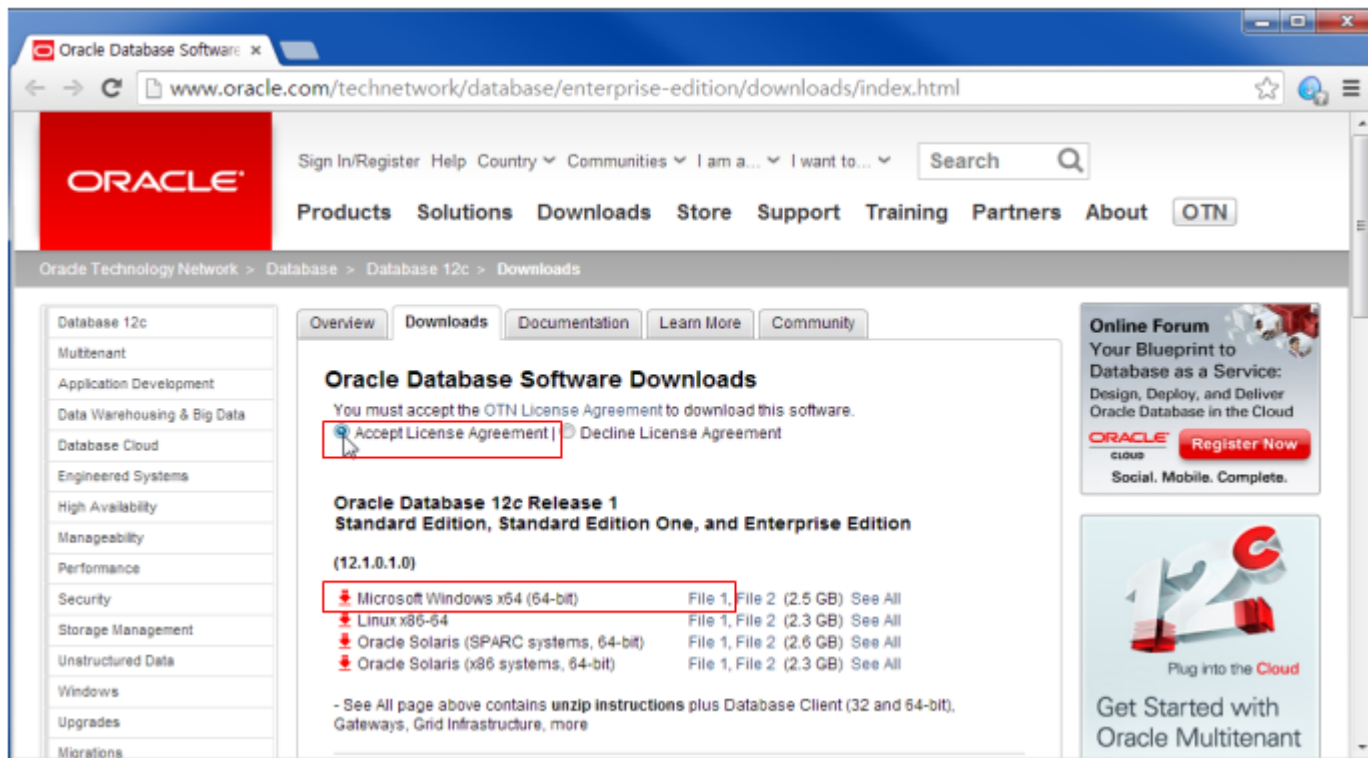 Oracle Database Software
www.oracle.com/technetwork/database/enterprise-edition/downloads/index.html
ORACLE
Sign In/Register Help Country Communities I am a... I want to... Search
Products Solutions Downloads Store Support Training Partners About OTN
Oracle Technology Network > Database > Database 12c > Downloads
Database 12c
Multitenant
Application Development
Data Warehousing & Big Data
Database Cloud
Engineered Systems
High Availability
Manageability
Performance
Security
Storage Management
Unstructured Data
Windows
Upgrades
Migrations
Overview Downloads Documentation Learn More Community
Oracle Database Software Downloads
You must accept the OTN License Agreement to download this software.
Accept License Agreement | Decline License Agreement
Oracle Database 12c Release 1
Standard Edition, Standard Edition One, and Enterprise Edition
(12.1.0.1.0)
Microsoft Windows x64 (64-bit) File 1, File 2 (2.5 GB) See All
Linux x86-64 File 1, File 2 (2.3 GB) See All
Oracle Solaris (SPARC systems, 64-bit) File 1, File 2 (2.6 GB) See All
Oracle Solaris (x86 systems, 64-bit) File 1, File 2 (2.3 GB) See All
- See All page above contains unzip instructions plus Database Client (32 and 64-bit),
Gateways, Grid Infrastructure, more
Online Forum
Your Blueprint to
Database as a Service:
Design, Deploy, and Deliver
Oracle Database in the Cloud
ORACLE
CLOUD
Register Now
Social. Mobile. Complete.
12c
Plug into the Cloud
Get Started with
Oracle Multitenant